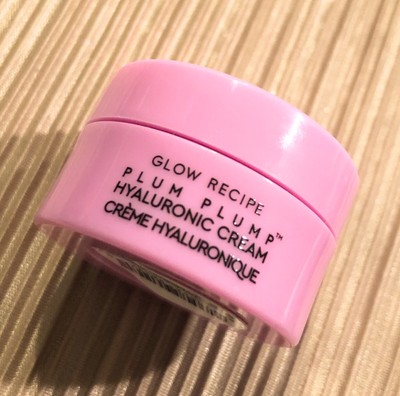 GLOW RECIPE
PLUM PLUMP™
HYALURONIC CREAM
CRÈME HYALURONIQUE